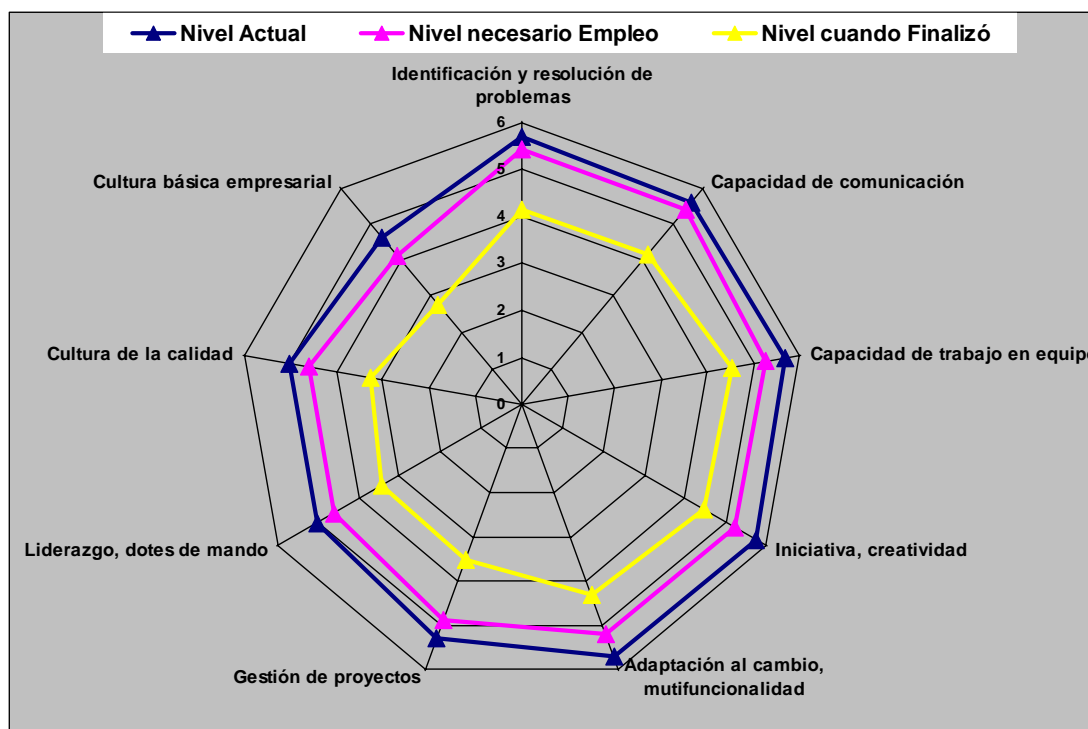 Nivel Actual Nivel necesario Empleo Nivel cuando Finalizó
Identificación y resolución de
problemas
Capacidad de comunicación
Capacidad de trabajo en equipo
Iniciativa, creatividad
Adaptación al cambio,
mutifuncionalidad
Gestión de proyectos
Liderazgo, dotes de mando
Cultura de la calidad
Cultura básica empresarial
6
5
4
3
2
1
0